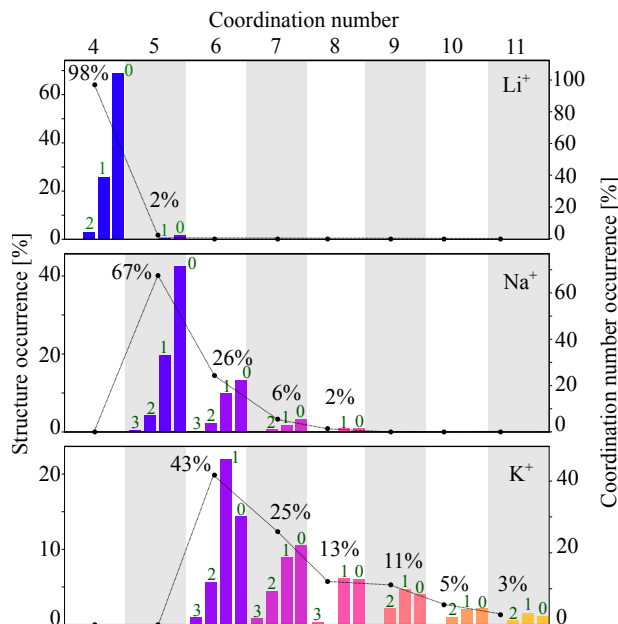 Coordination number
4 5 6 7 8 9 10 11
Structure occurrence [%]
Coordination number occurrence [%]
98% 0 Li⁺
60 100
80
40 1 60
20 2% 40
2 1 0 20
0 0
67% 0 Na⁺
40 60
1 26% 40
20 2 1 0 6% 2% 20
3 3 2 2 1 0 1 0
0 0
43% 1 K⁺
20 0 25% 40
2 1 0 13% 11%
10 2 1 0 1 0 5% 3% 20
3 3 3 2 2 1 0 2 1 0
0 0